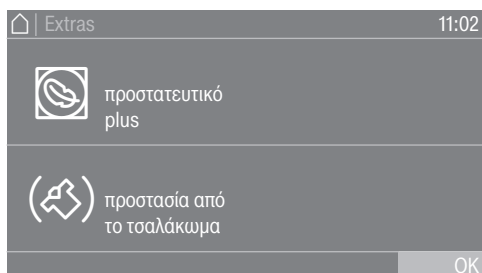 | Extras 11:02
προστατευτικό
plus
προστασία από
το τσαλάκωμα
OK